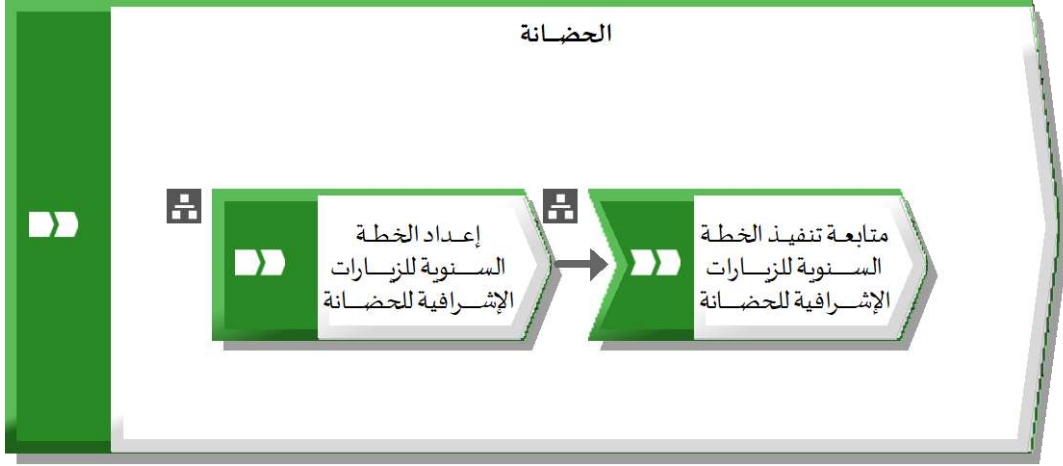 الحضانة
إعداد الخطة
السنوية للزيارات
الإشرافية للحضانة
متابعة تنفيذ الخطة
السنوية للزيارات
الإشرافية للحضانة